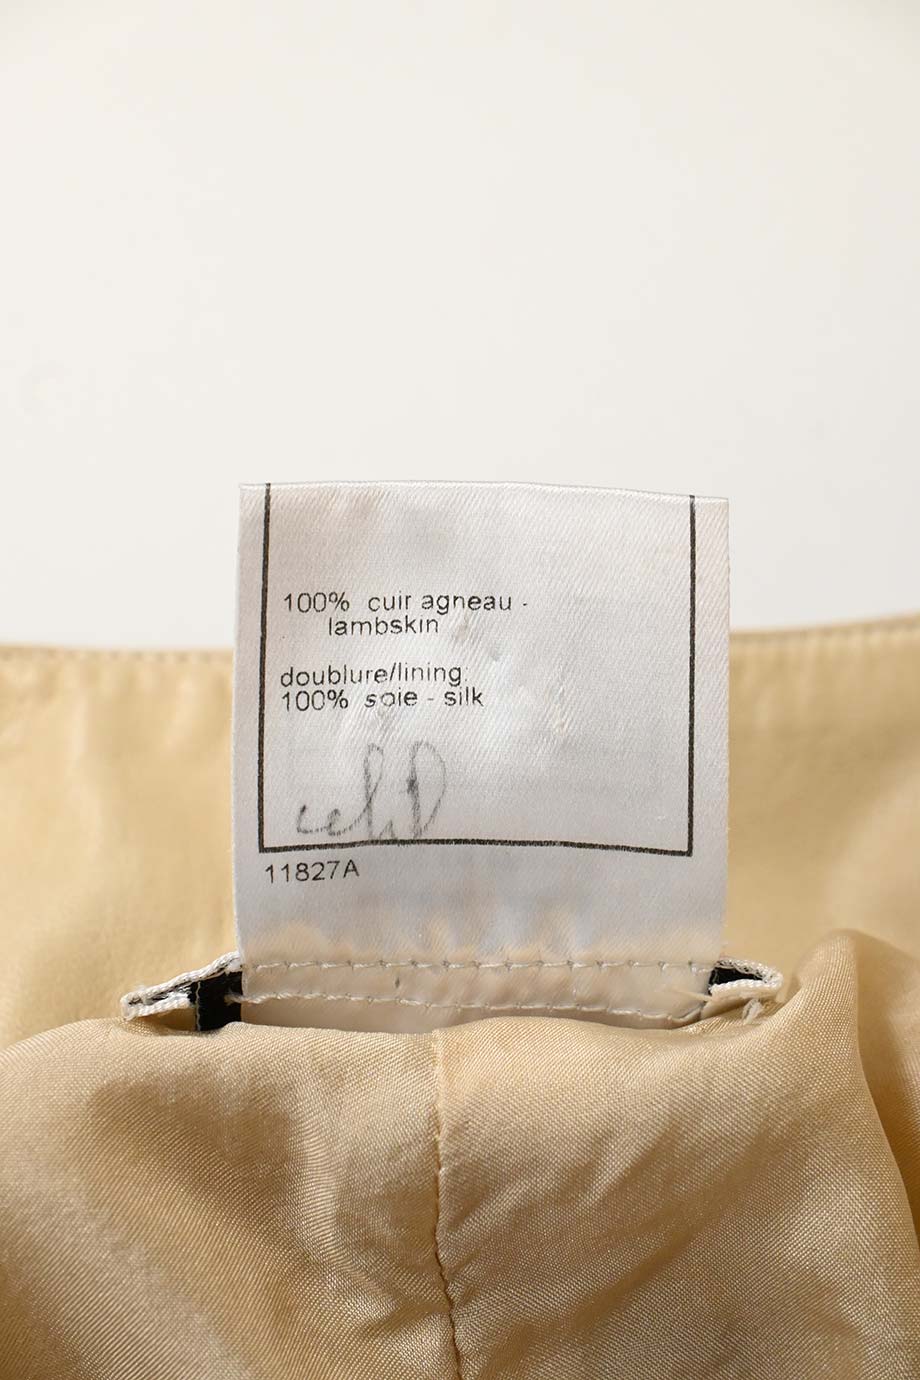 100% cuir agneau -
lambskin
doublure/lining:
100% soie - silk
11827A